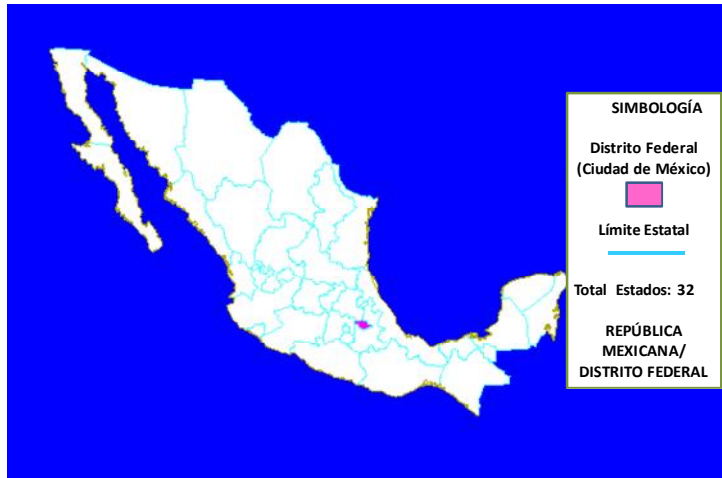 SIMBOLOGÍA
Distrito Federal
(Ciudad de México)
Límite Estatal
Total Estados: 32
REPÚBLICA
MEXICANA/
DISTRITO FEDERAL